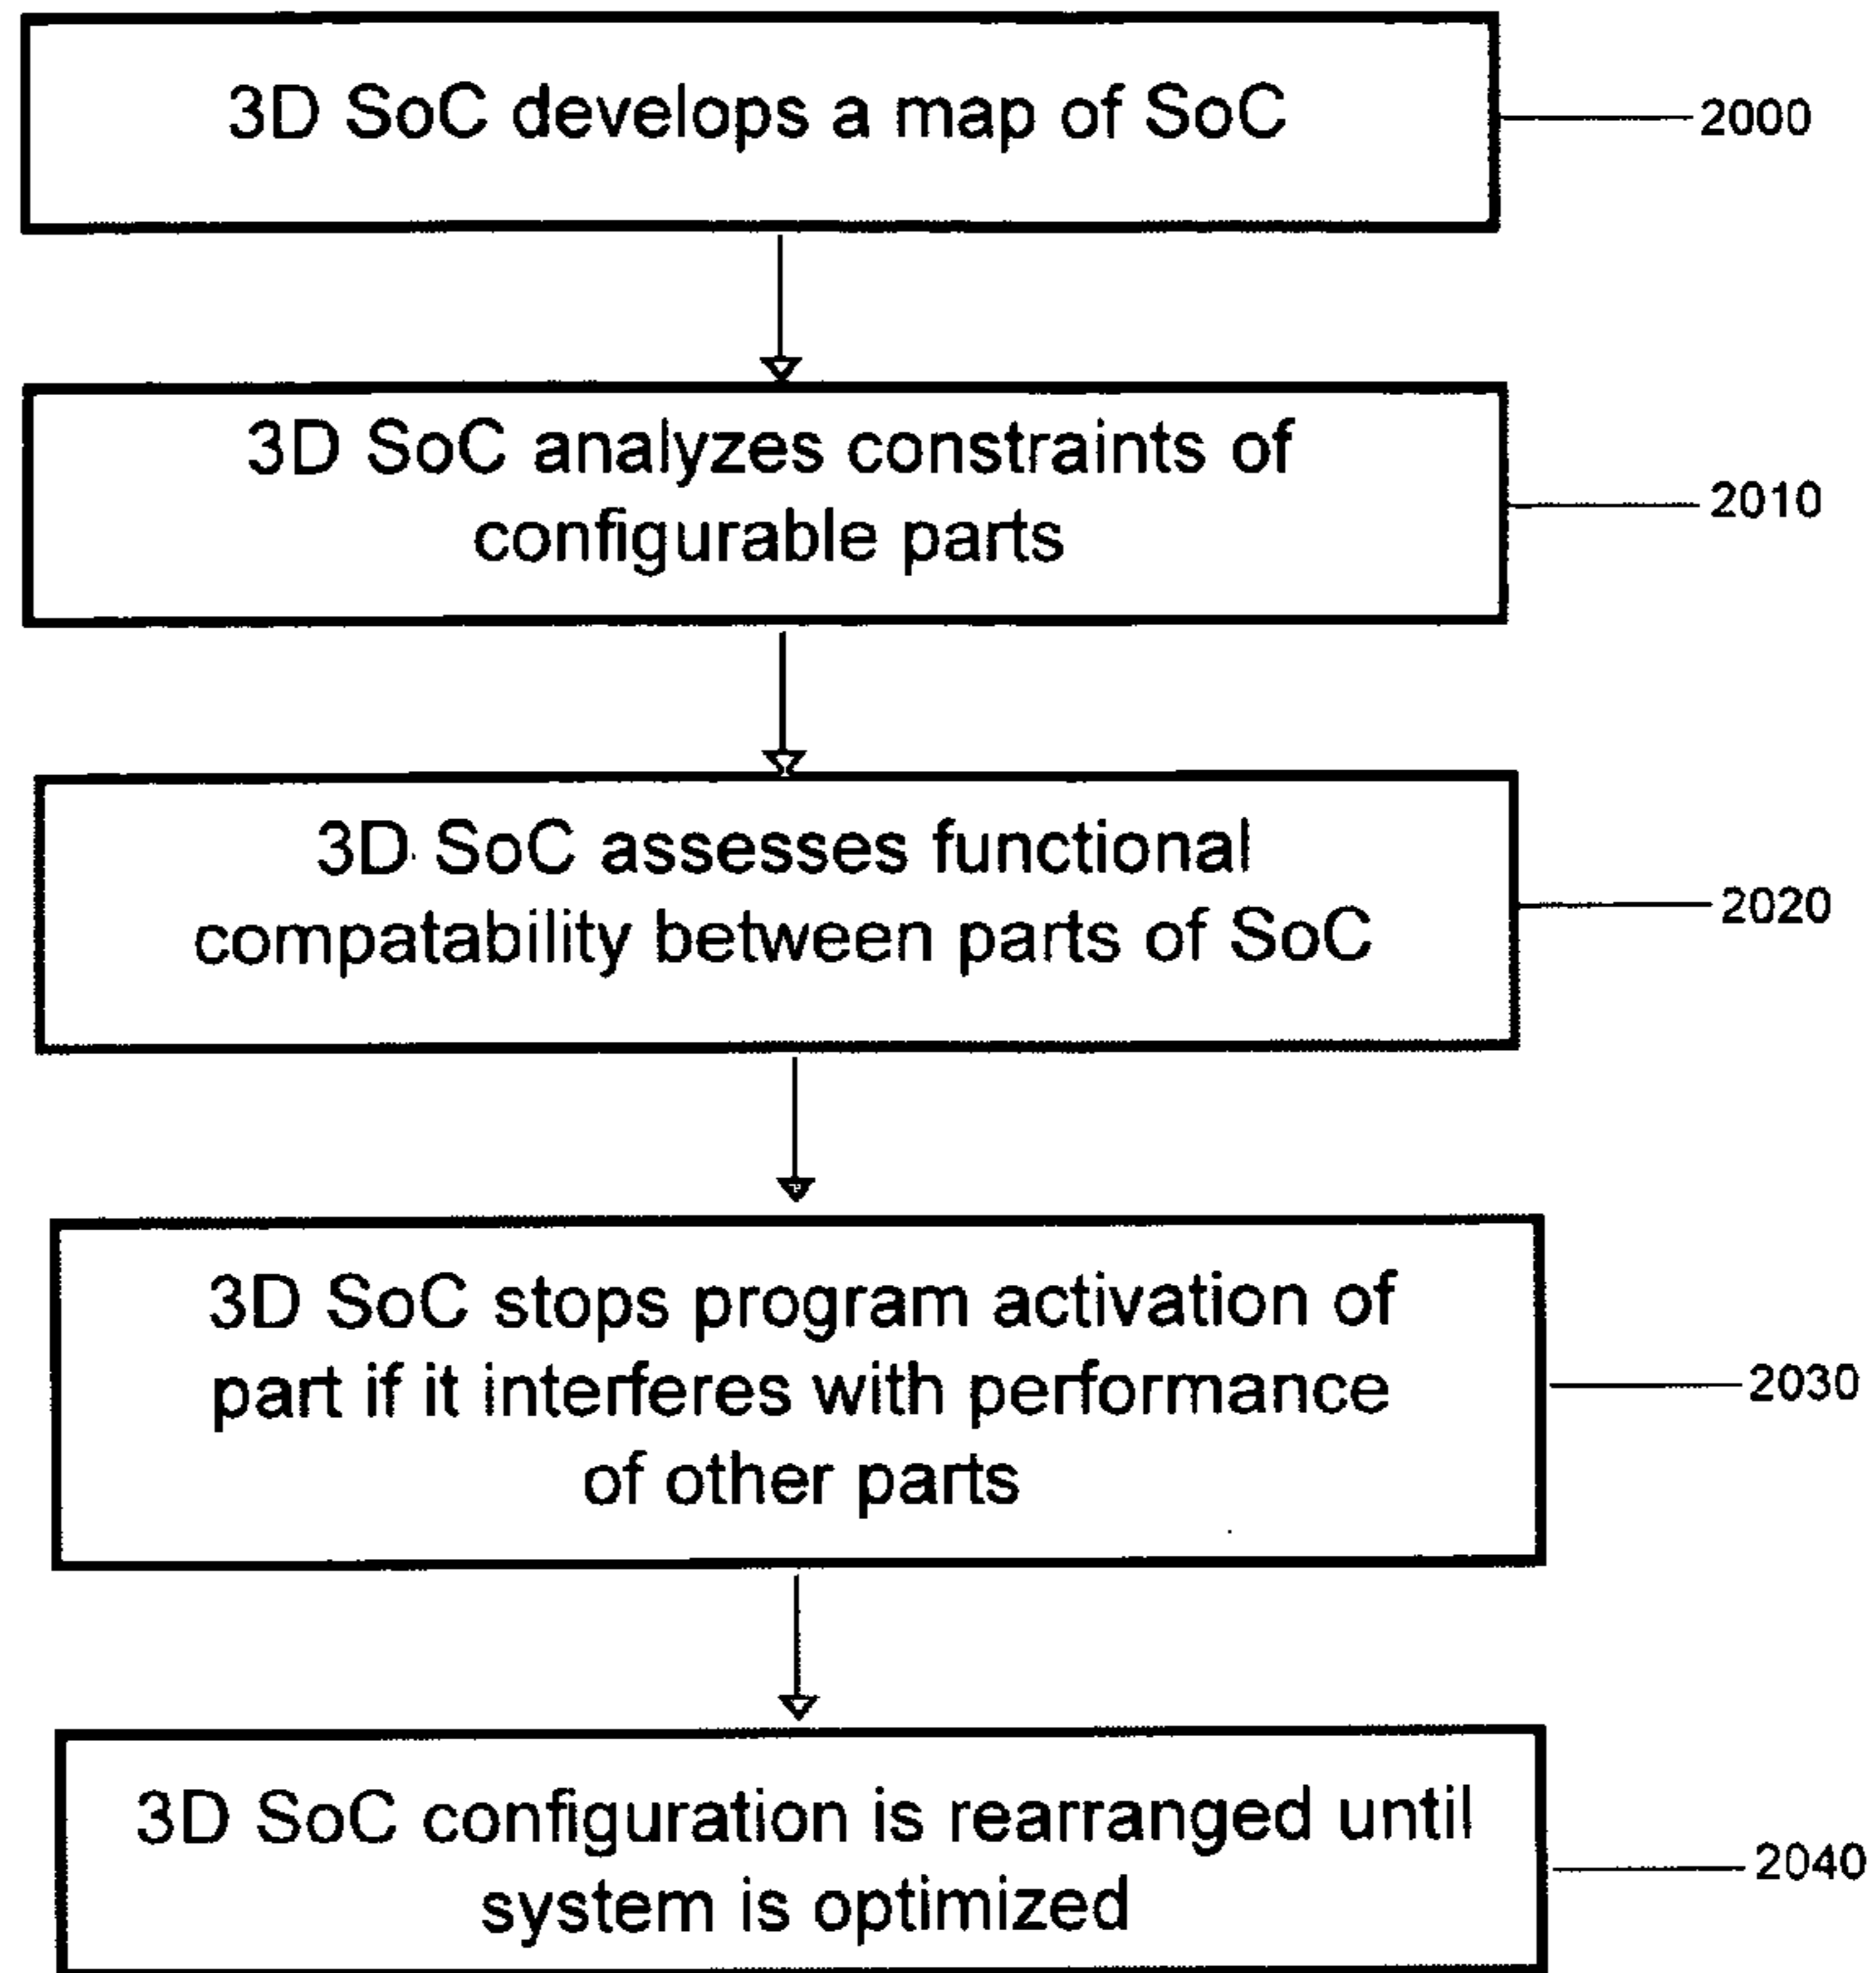 3D SoC develops a map of SoC
2000
3D SoC analyzes constraints of
configurable parts
2010
3D SoC assesses functional
compatability between parts of SoC
2020
3D SoC stops program activation of
part if it interferes with performance
of other parts
2030
3D SoC configuration is rearranged until
system is optimized
2040